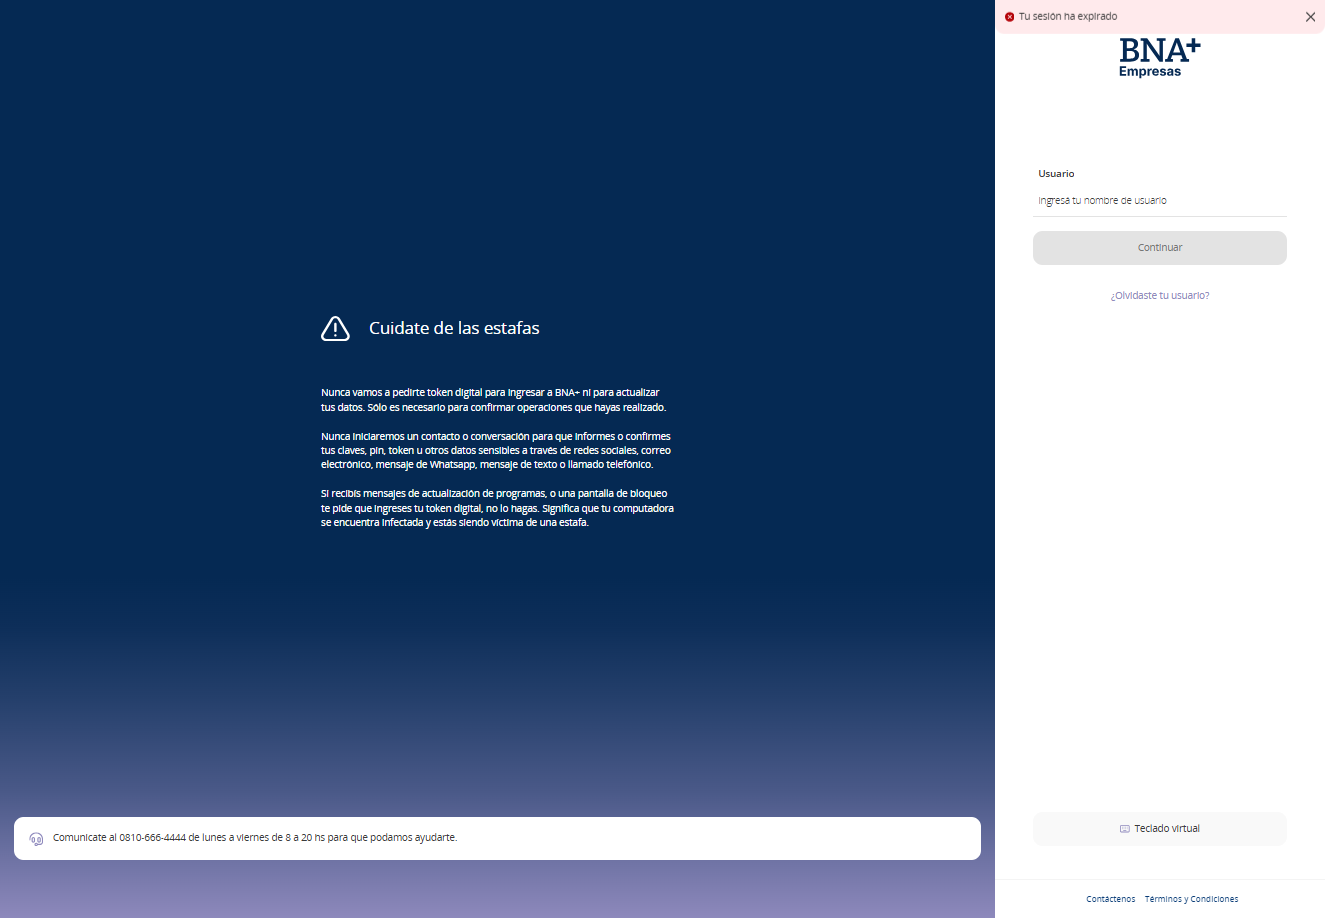 Tu sesión ha expirado
BNA+
Empresas
Usuario
Ingresá tu nombre de usuario
Continuar
¿Olvidaste tu usuario?
Cuidate de las estafas
Nunca vamos a pedirte token digital para ingresar a BNA+ ni para actualizar
tus datos. Sólo es necesario para confirmar operaciones que hayas realizado.
Nunca iniciaremos un contacto o conversación para que informes o confirmes
tus claves, pin, token u otros datos sensibles a través de redes sociales, correo
electrónico, mensaje de Whatsapp, mensaje de texto o llamado telefónico.
Si recibís mensajes de actualización de programas, o una pantalla de bloqueo
te pide que ingreses tu token digital, no lo hagas. Significa que tu computadora
se encuentra infectada y estás siendo víctima de una estafa.
Comunicate al 0810-666-4444 de lunes a viernes de 8 a 20 hs para que podamos ayudarte.
Teclado virtual
Contáctenos Términos y Condiciones